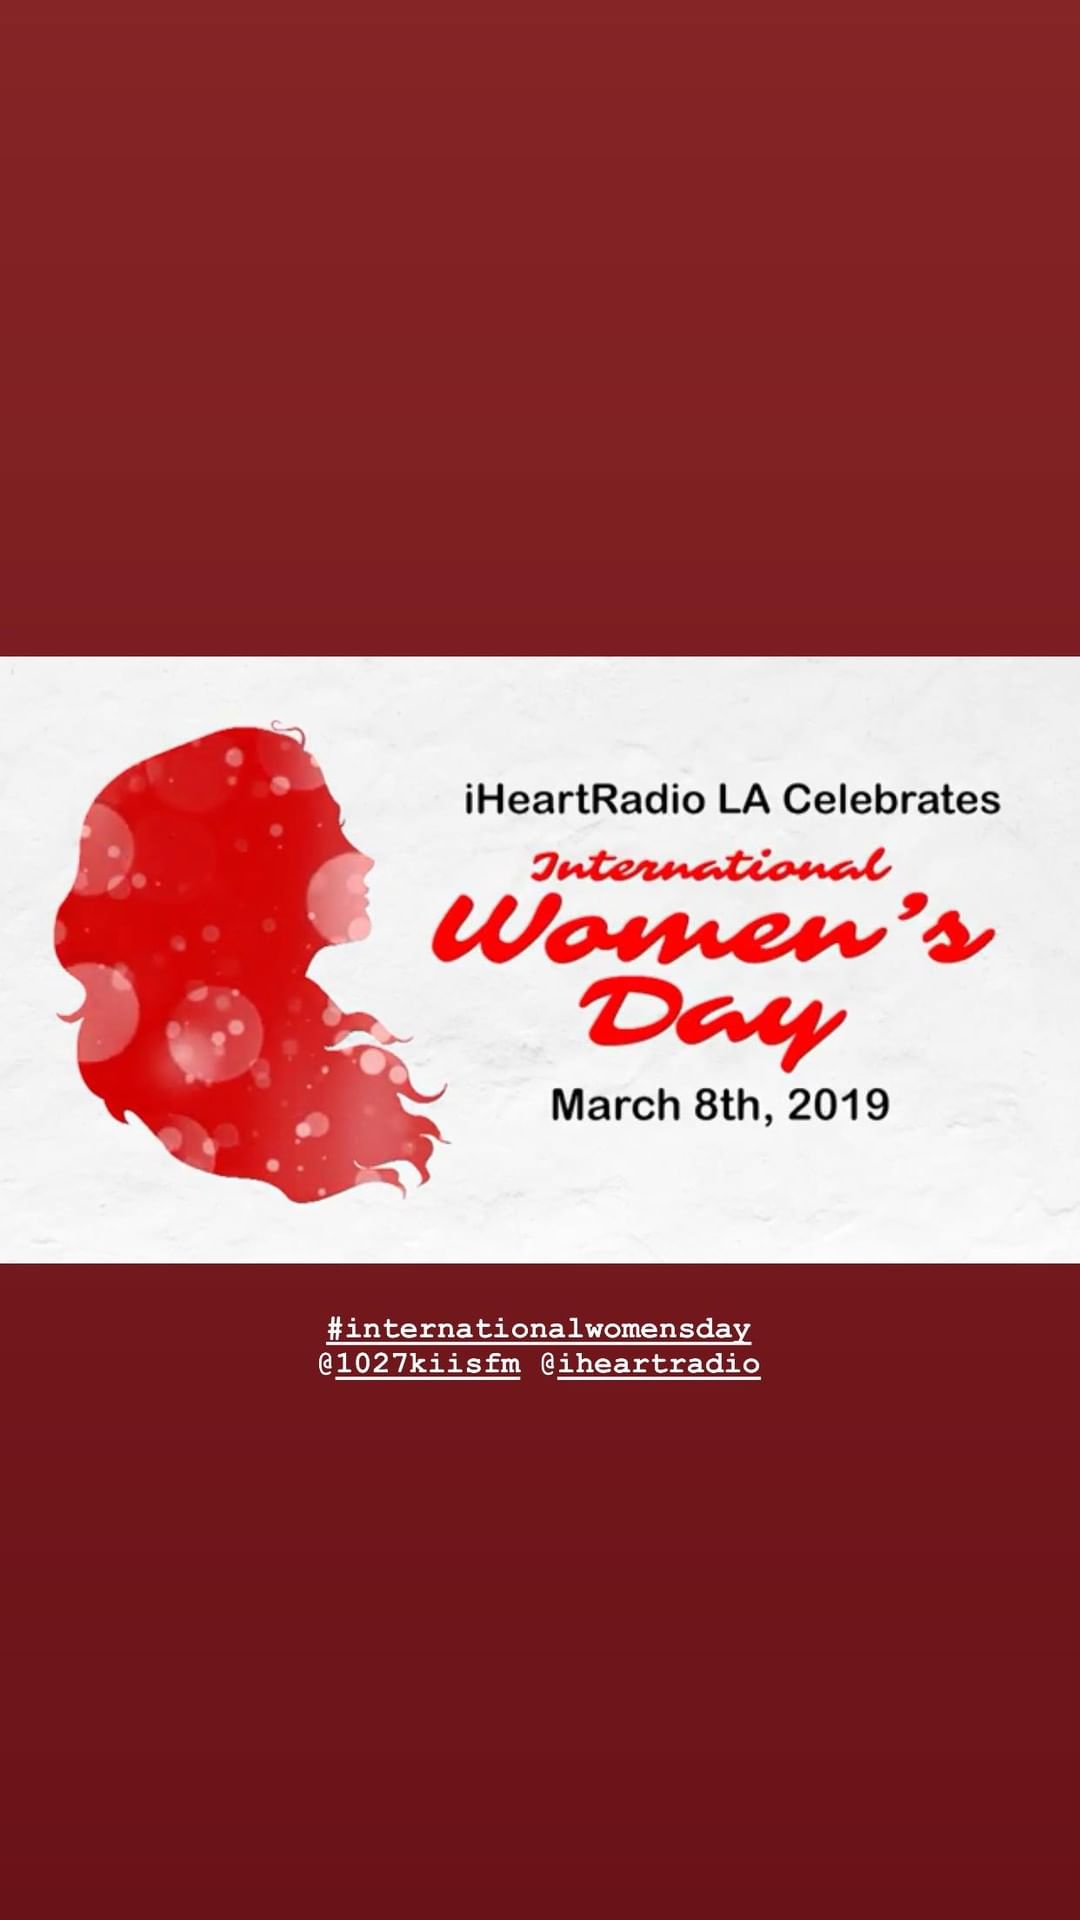 iHeartRadio LA Celebrates
International
Women's
Day
March 8th, 2019
#internationalwomensday
@1027kiisfm @iheartradio